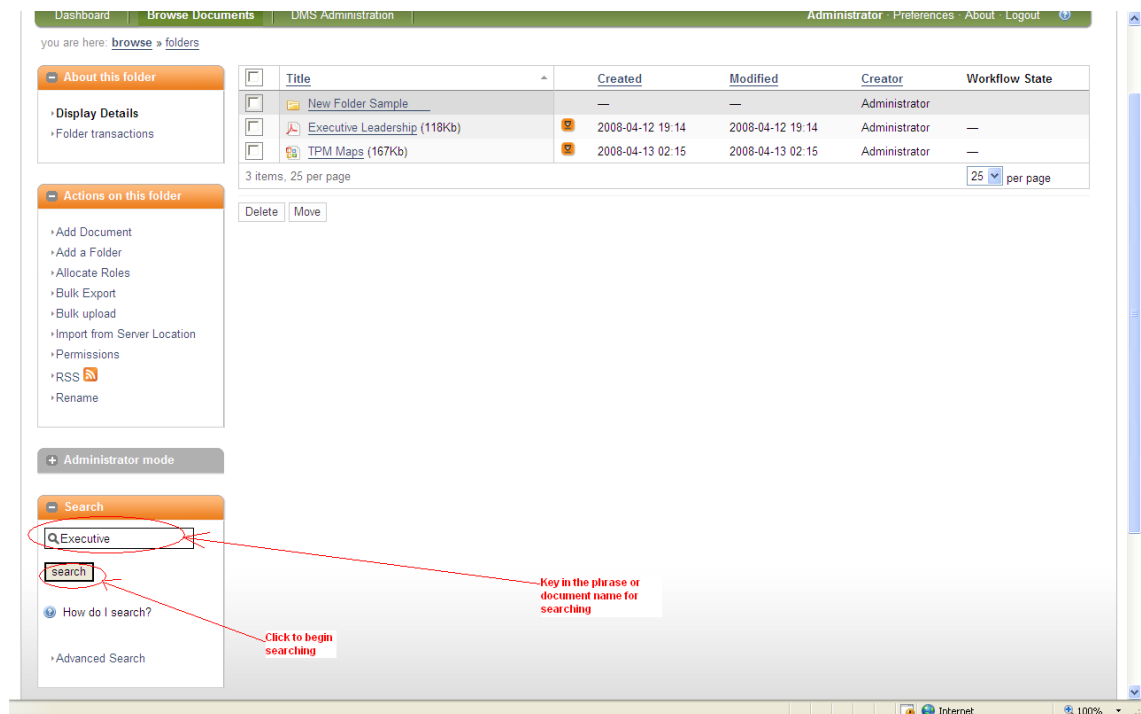 Dashboard Browse Documents DMS Administration Administrator · Preferences · About · Logout
you are here: browse » folders
About this folder
Display Details
Folder transactions
Title Created Modified Creator Workflow State
New Folder Sample — — Administrator
Executive Leadership (118Kb) 2008-04-12 19:14 2008-04-12 19:14 Administrator —
TPM Maps (167Kb) 2008-04-13 02:15 2008-04-13 02:15 Administrator —
3 items, 25 per page 25 per page
Delete Move
Actions on this folder
Add Document
Add a Folder
Allocate Roles
Bulk Export
Bulk upload
Import from Server Location
Permissions
RSS
Rename
Administrator mode
Search
Executive
search
How do I search?
Advanced Search
Key in the phrase or
document name for
searching
Click to begin
searching
Internet 100%